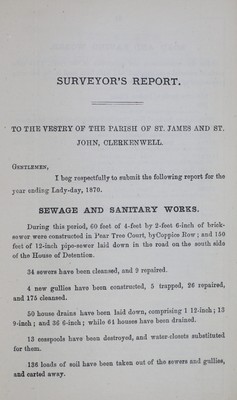 SURVEYOR'S REPORT.
TO THE VESTRY OF THE PARISH OF ST. JAMES AND ST.
JOHN, CLERKENWELL.
GENTLEMEN,
I beg respectfully to submit the following report for the
year ending Lady-day, 1870.
SEWAGE AND SANITARY WORKS.
During this period, 60 feet of 4-feet by 2-feet 6-inch of brick-
sewer were constructed in Pear Tree Court, by Coppice Row; and 150
feet of 12-inch pipe-sewer laid down in the road on the south side
of the House of Detention.
34 sewers have been cleansed, and 9 repaired.
4 new gullies have been constructed, 5 trapped, 26 repaired,
and 175 cleansed.
50 house drains have been laid down, comprising 1 12-inch; 13
9-inch; and 36 6-inch; while 61 houses have been drained.
13 cesspools have been destroyed, and water-closets substituted
for them.
136 loads of soil have been taken out of the sewers and gullies,
and carted away.